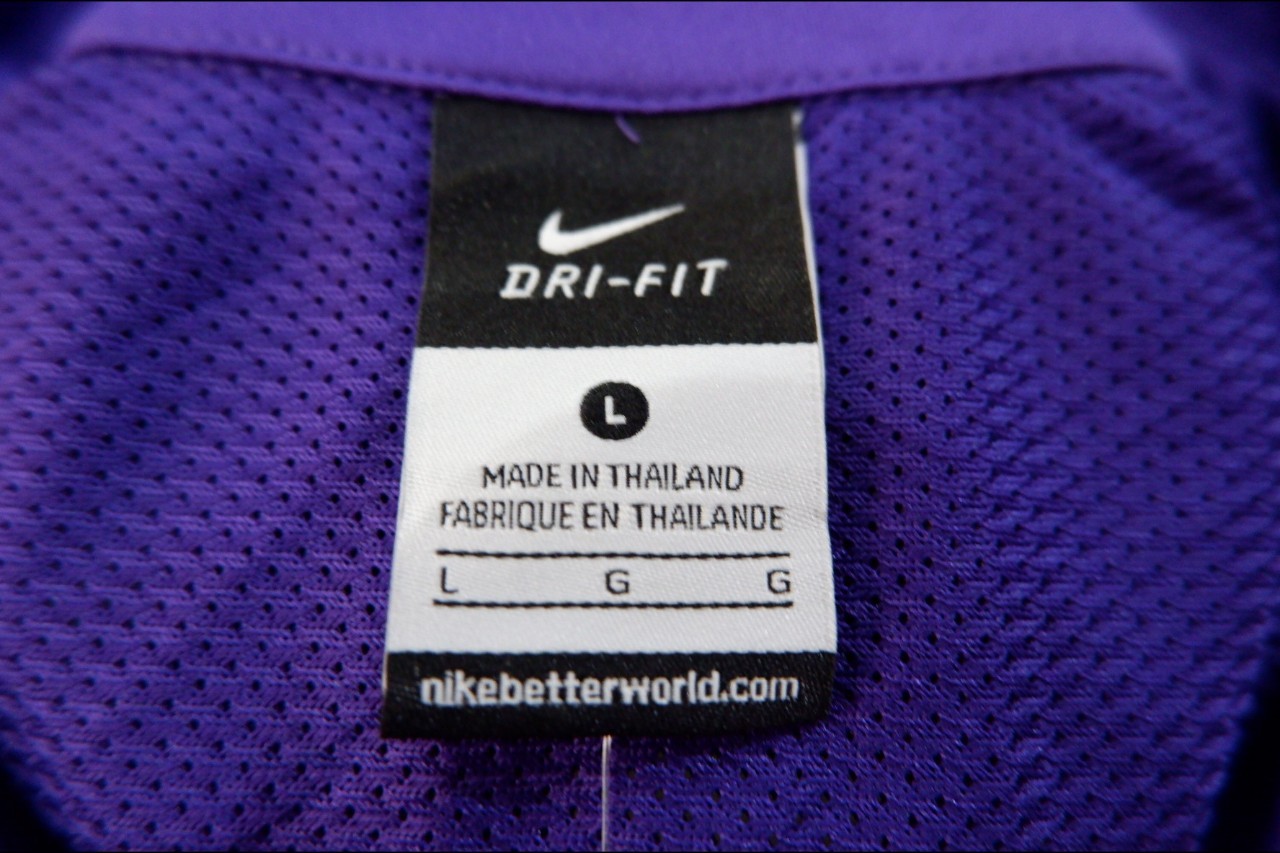 DRI-FIT
L
MADE IN THAILAND
FABRIQUE EN THAILANDE
L G G
nikebetterworld.com